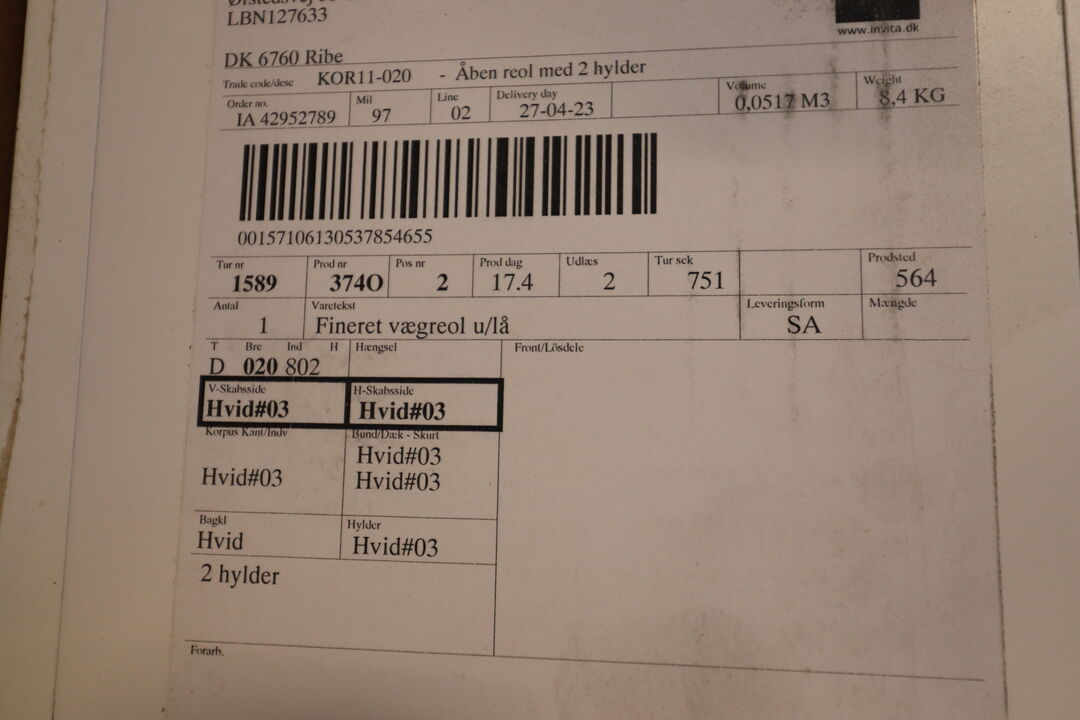 LBN127633
www.invita.dk
DK 6760 Ribe
Trade code/desc KOR11-020 - Åben reol med 2 hylder
Order no. Mil Line Delivery day Volume Weight
IA 42952789 97 02 27-04-23 0,0517 M3 8,4 KG
00157106130537854655
Tur nr Prod nr Pos nr Prod dag Udlæs Tur sek Prodsted
1589 374O 2 17.4 2 751 564
Antal Varetekst Leveringsform Mængde
1 Fineret vægreol u/lå SA
T Bre Ind H Hængsel Front/Lösdele
D 020 802
V-Skabsside H-Skabsside
Hvid#03 Hvid#03
Korpus Kant/Indv Bund/Dæk - Skurt
Hvid#03
Hvid#03 Hvid#03
Bagkl Hylder
Hvid Hvid#03
2 hylder
Forarb.